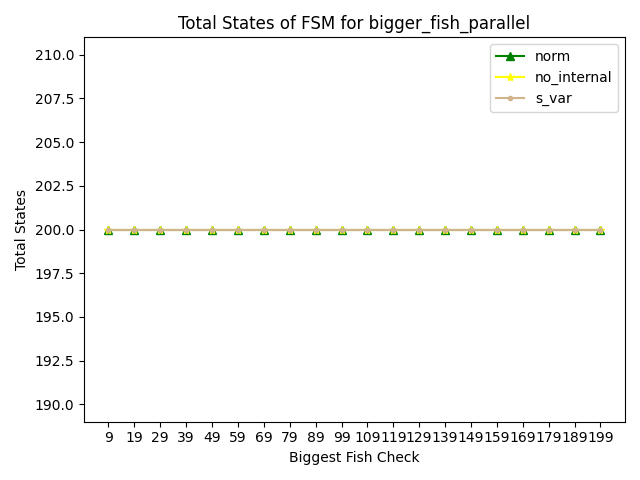 Total States of FSM for bigger_fish_parallel
norm
no_internal
s_var
210.0
207.5
205.0
202.5
200.0
197.5
195.0
192.5
190.0
Total States
9 19 29 39 49 59 69 79 89 99 109 119 129 139 149 159 169 179 189 199
Biggest Fish Check